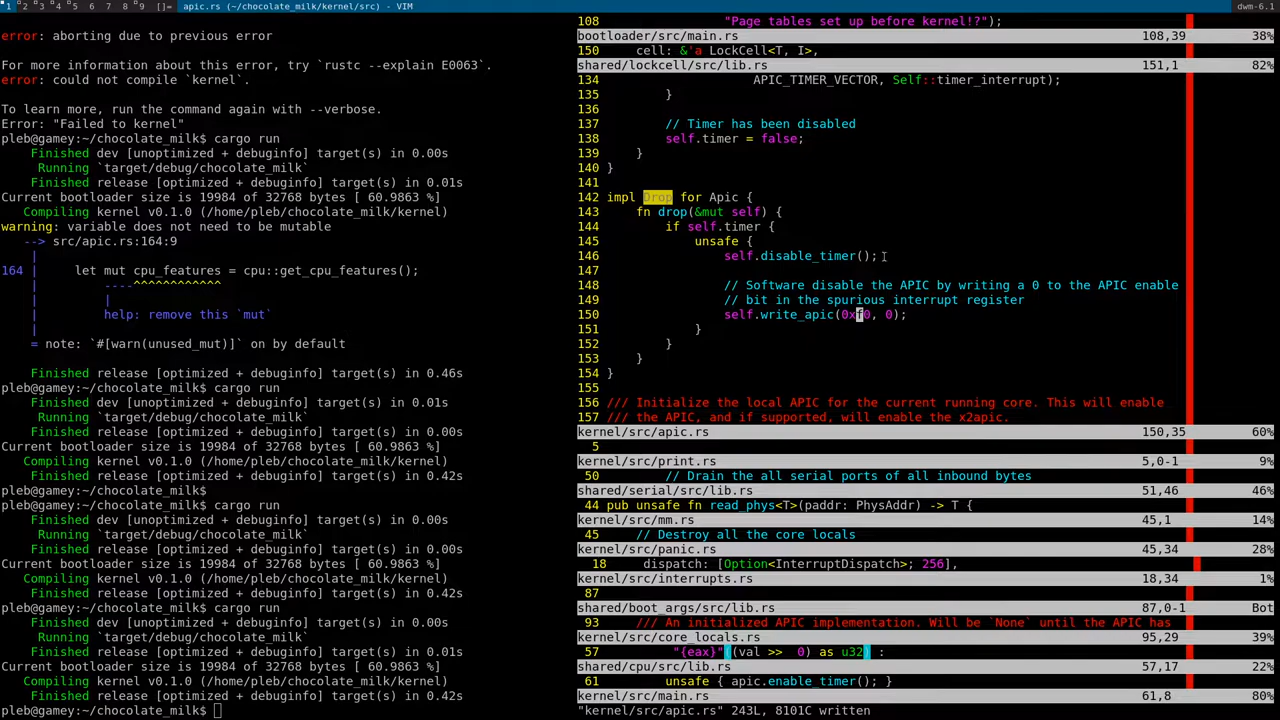 1 2 3 4 5 6 7 8 9 []= apic.rs (~/chocolate_milk/kernel/src) - VIM dwm-6.1
error: aborting due to previous error

For more information about this error, try `rustc --explain E0063`.
error: could not compile `kernel`.

To learn more, run the command again with --verbose.
Error: "Failed to kernel"
pleb@gamey:~/chocolate_milk$ cargo run
    Finished dev [unoptimized + debuginfo] target(s) in 0.00s
     Running `target/debug/chocolate_milk`
    Finished release [optimized + debuginfo] target(s) in 0.01s
Current bootloader size is 19984 of 32768 bytes [ 60.9863 %]
   Compiling kernel v0.1.0 (/home/pleb/chocolate_milk/kernel)
warning: variable does not need to be mutable
   --> src/apic.rs:164:9
    |
164 |     let mut cpu_features = cpu::get_cpu_features();
    |         ----^^^^^^^^^^^^
    |         |
    |         help: remove this `mut`
    |
    = note: `#[warn(unused_mut)]` on by default

    Finished release [optimized + debuginfo] target(s) in 0.46s
pleb@gamey:~/chocolate_milk$ cargo run
    Finished dev [unoptimized + debuginfo] target(s) in 0.01s
     Running `target/debug/chocolate_milk`
    Finished release [optimized + debuginfo] target(s) in 0.00s
Current bootloader size is 19984 of 32768 bytes [ 60.9863 %]
   Compiling kernel v0.1.0 (/home/pleb/chocolate_milk/kernel)
    Finished release [optimized + debuginfo] target(s) in 0.42s
pleb@gamey:~/chocolate_milk$
pleb@gamey:~/chocolate_milk$ cargo run
    Finished dev [unoptimized + debuginfo] target(s) in 0.00s
     Running `target/debug/chocolate_milk`
    Finished release [optimized + debuginfo] target(s) in 0.00s
Current bootloader size is 19984 of 32768 bytes [ 60.9863 %]
   Compiling kernel v0.1.0 (/home/pleb/chocolate_milk/kernel)
    Finished release [optimized + debuginfo] target(s) in 0.42s
pleb@gamey:~/chocolate_milk$ cargo run
    Finished dev [unoptimized + debuginfo] target(s) in 0.00s
     Running `target/debug/chocolate_milk`
    Finished release [optimized + debuginfo] target(s) in 0.01s
Current bootloader size is 19984 of 32768 bytes [ 60.9863 %]
   Compiling kernel v0.1.0 (/home/pleb/chocolate_milk/kernel)
    Finished release [optimized + debuginfo] target(s) in 0.42s
pleb@gamey:~/chocolate_milk$
108                 "Page tables set up before kernel!?");
bootloader/src/main.rs 108,39 38%
150     cell: &'a LockCell<T, I>,
shared/lockcell/src/lib.rs 151,1 82%
134                     APIC_TIMER_VECTOR, Self::timer_interrupt);
135         }
136
137         // Timer has been disabled
138         self.timer = false;
139     }
140 }
141
142 impl Drop for Apic {
143     fn drop(&mut self) {
144         if self.timer {
145             unsafe {
146                 self.disable_timer();
147
148                 // Software disable the APIC by writing a 0 to the APIC enable
149                 // bit in the spurious interrupt register
150                 self.write_apic(0xf0, 0);
151             }
152         }
153     }
154 }
155
156 /// Initialize the local APIC for the current running core. This will enable
157 /// the APIC, and if supported, will enable the x2apic.
kernel/src/apic.rs 150,35 60%
5
kernel/src/print.rs 5,0-1 9%
50         // Drain the all serial ports of all inbound bytes
shared/serial/src/lib.rs 51,46 46%
44 pub unsafe fn read_phys<T>(paddr: PhysAddr) -> T {
kernel/src/mm.rs 45,1 14%
45     // Destroy all the core locals
kernel/src/panic.rs 45,34 28%
18     dispatch: [Option<InterruptDispatch>; 256],
kernel/src/interrupts.rs 18,34 1%
87
shared/boot_args/src/lib.rs 87,0-1 Bot
93     /// An initialized APIC implementation. Will be `None` until the APIC has
kernel/src/core_locals.rs 95,29 39%
57          "{eax}"((val >>  0) as u32) :
shared/cpu/src/lib.rs 57,17 22%
61         unsafe { apic.enable_timer(); }
kernel/src/main.rs 61,8 80%
"kernel/src/apic.rs" 243L, 8101C written